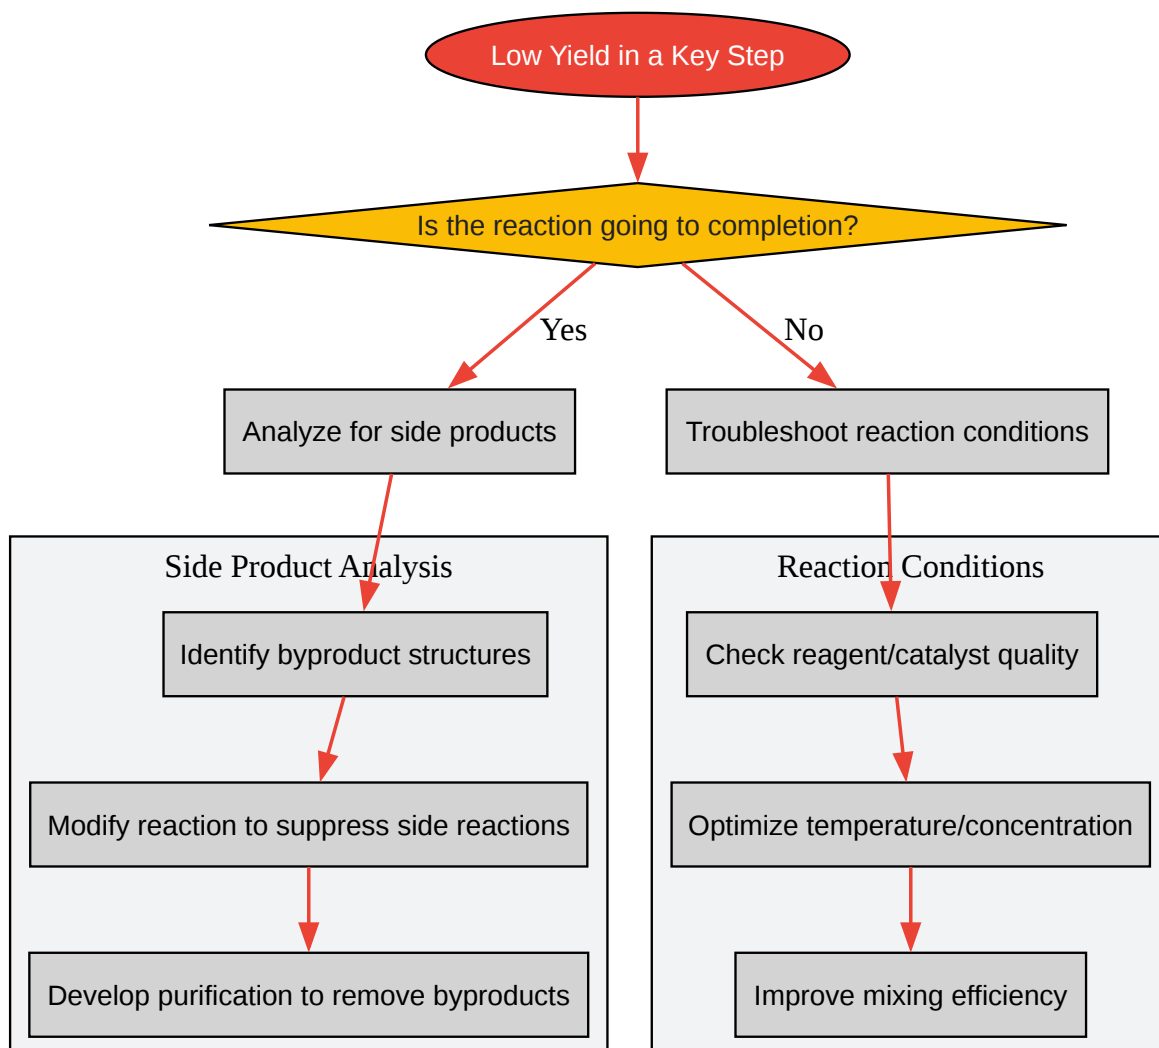 Low Yield in a Key Step
Is the reaction going to completion?
Yes
No
Analyze for side products
Troubleshoot reaction conditions
Side Product Analysis
Reaction Conditions
Identify byproduct structures
Check reagent/catalyst quality
Modify reaction to suppress side reactions
Optimize temperature/concentration
Develop purification to remove byproducts
Improve mixing efficiency